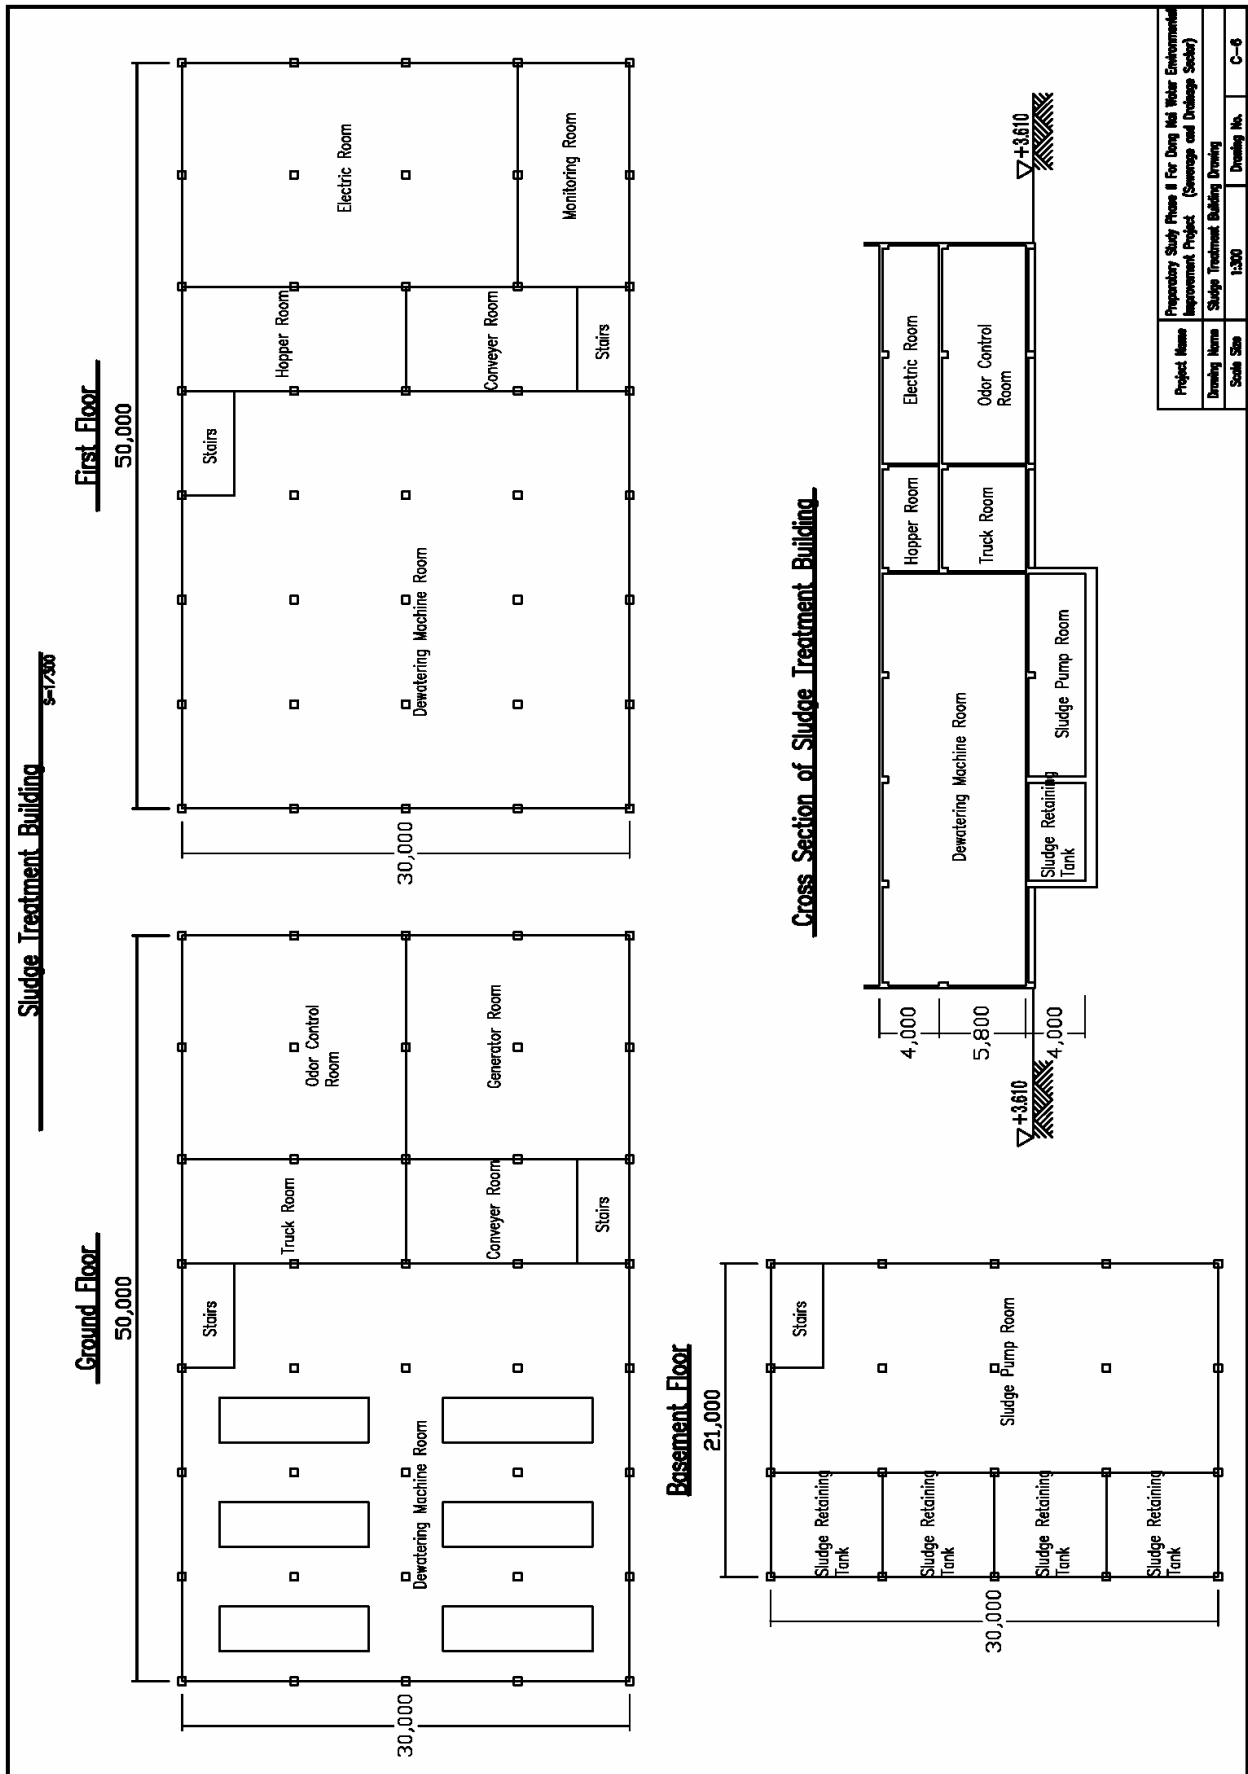 Sludge Treatment Building
S=1/300
Ground Floor
50,000
30,000
Stairs
Truck Room
Odor Control
Room
Dewatering Machine Room
Conveyer Room
Stairs
Generator Room
First Floor
50,000
30,000
Stairs
Hopper Room
Electric Room
Dewatering Machine Room
Conveyer Room
Stairs
Monitoring Room
Basement Floor
21,000
30,000
Stairs
Sludge Retaining
Tank
Sludge Retaining
Tank
Sludge Retaining
Tank
Sludge Retaining
Tank
Sludge Pump Room
Cross Section of Sludge Treatment Building
4,000
5,800
4,000
+3.610
+3.610
Hopper Room
Electric Room
Dewatering Machine Room
Truck Room
Odor Control
Room
Sludge Retaining
Tank
Sludge Pump Room
Project Name
Preparatory Study Phase II For Dong Nai Water Environmental
Improvement Project (Sewerage and Drainage Sector)
Drawing Name
Sludge Treatment Building Drawing
Scale Size
1:300
Drawing No.
C-6